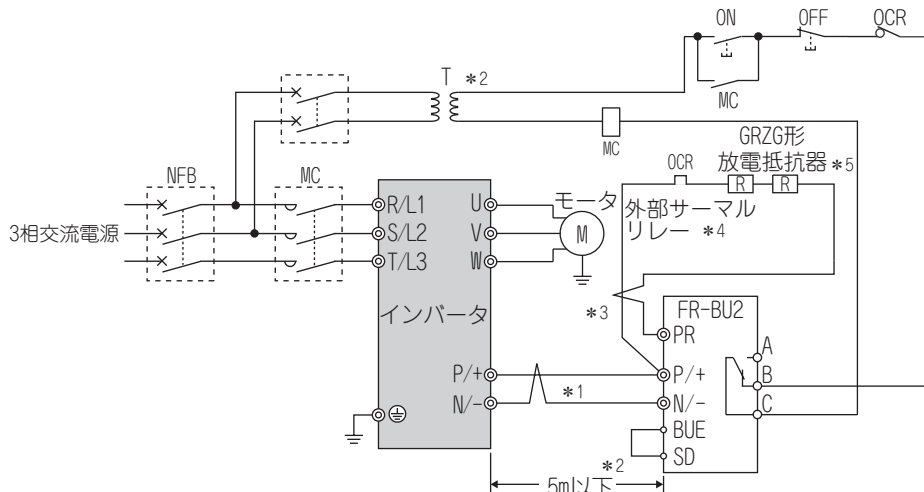 ON
OFF
OCR
T *2
MC
MC
GRZG形
放電抵抗器 *5
OCR
R
R
外部サーマル
リレー *4
NFB
MC
3相交流電源
R/L1
S/L2
T/L3
U
V
W
モータ
M
インバータ
*3
FR-BU2
PR
A
B
C
P/+
N/-
*1
P/+
N/-
BUE
SD
*2
5m以下